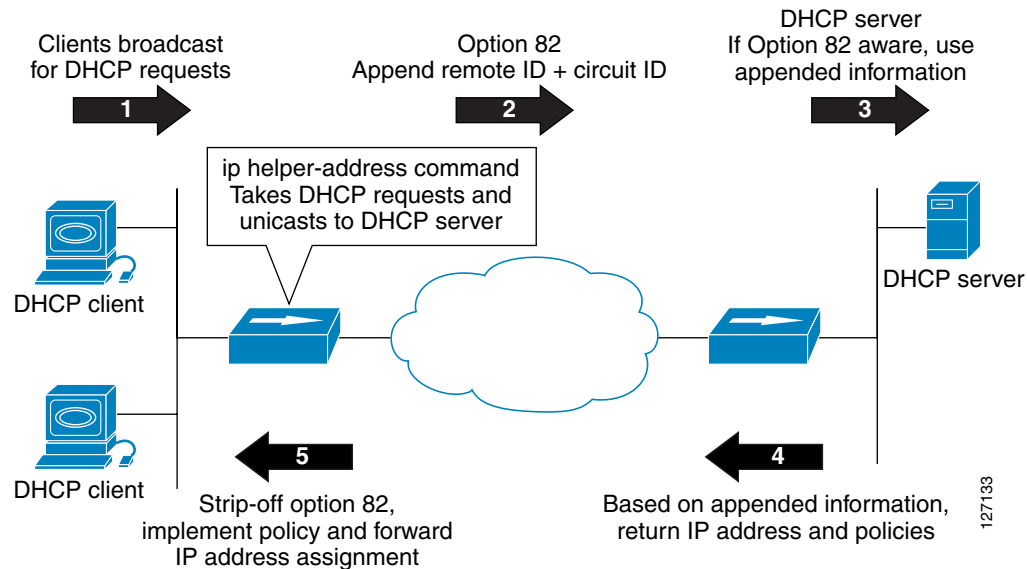 Clients broadcast
for DHCP requests
1
Option 82
Append remote ID + circuit ID
2
DHCP server
If Option 82 aware, use
appended information
3
ip helper-address command
Takes DHCP requests and
unicasts to DHCP server
DHCP client
DHCP server
DHCP client
5
Strip-off option 82,
implement policy and forward
IP address assignment
4
Based on appended information,
return IP address and policies
127133